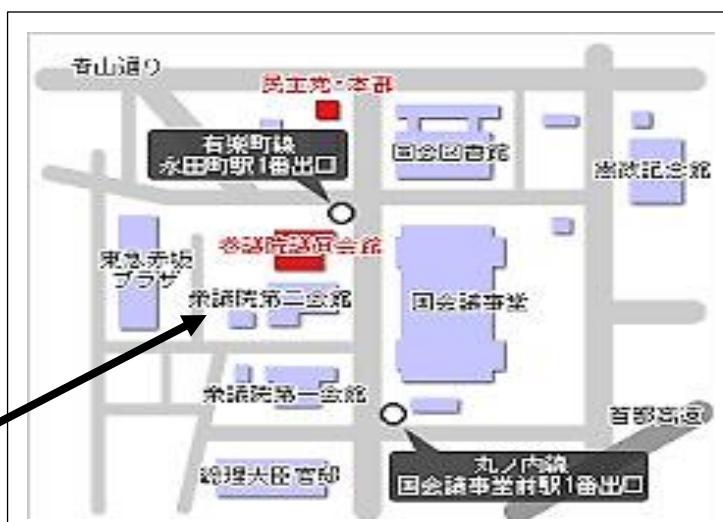 青山通り
民主党・本部
有楽町線
永田町駅1番出口
国会図書館
憲政記念館
参議院議員会館
東急赤坂
プラザ
衆議院第二会館
国会議事堂
衆議院第一会館
首都高速
総理大臣官邸
丸ノ内線
国会議事堂前駅1番出口